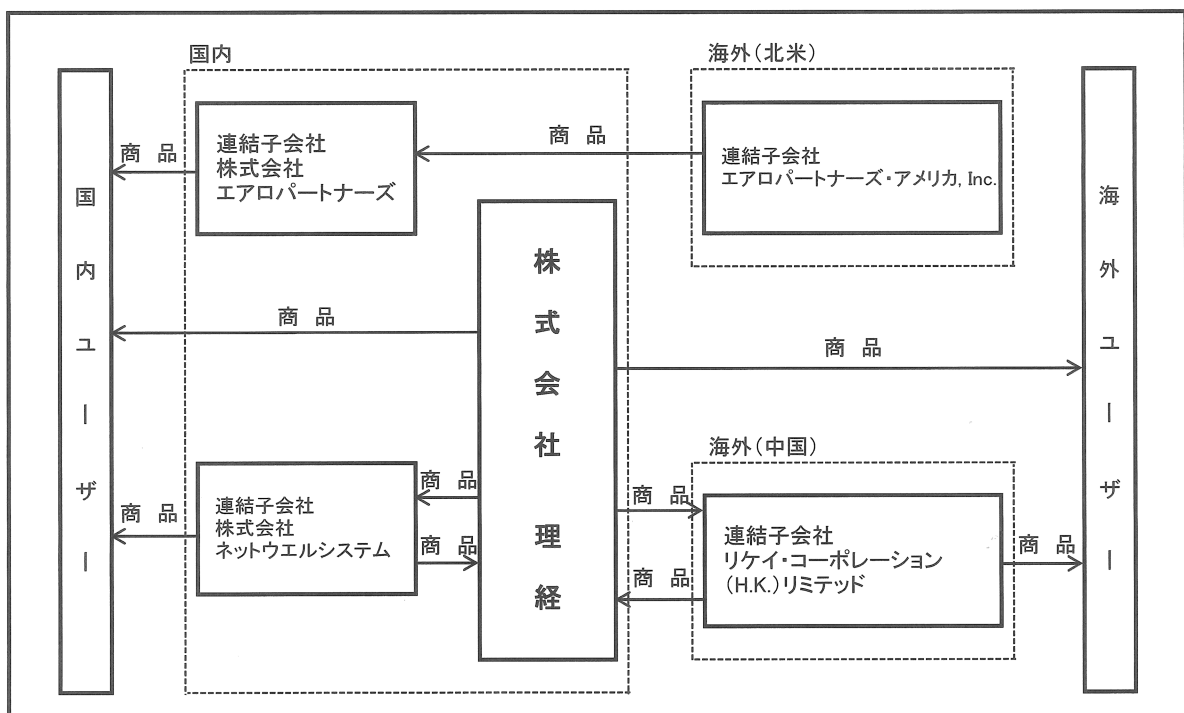 国内
海外(北米)
国内ユーザー
商 品
連結子会社
株式会社
エアロパートナーズ
商 品
連結子会社
エアロパートナーズ・アメリカ, Inc.
海外ユーザー
株式会社 理経
商 品
商 品
海外(中国)
商 品
連結子会社
株式会社
ネットウエルシステム
商 品
商 品
商 品
商 品
連結子会社
リケイ・コーポレーション
(H.K.)リミテッド
商 品